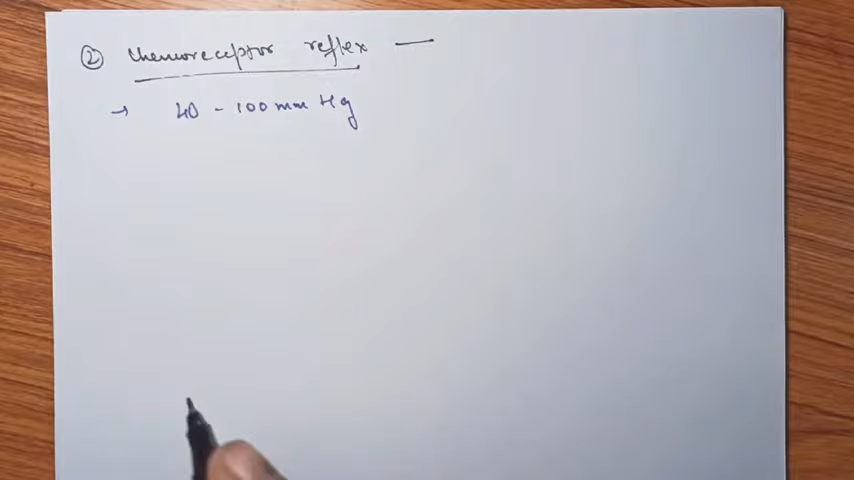 ② Chemoreceptor reflex —
→ 40 - 100 mm Hg